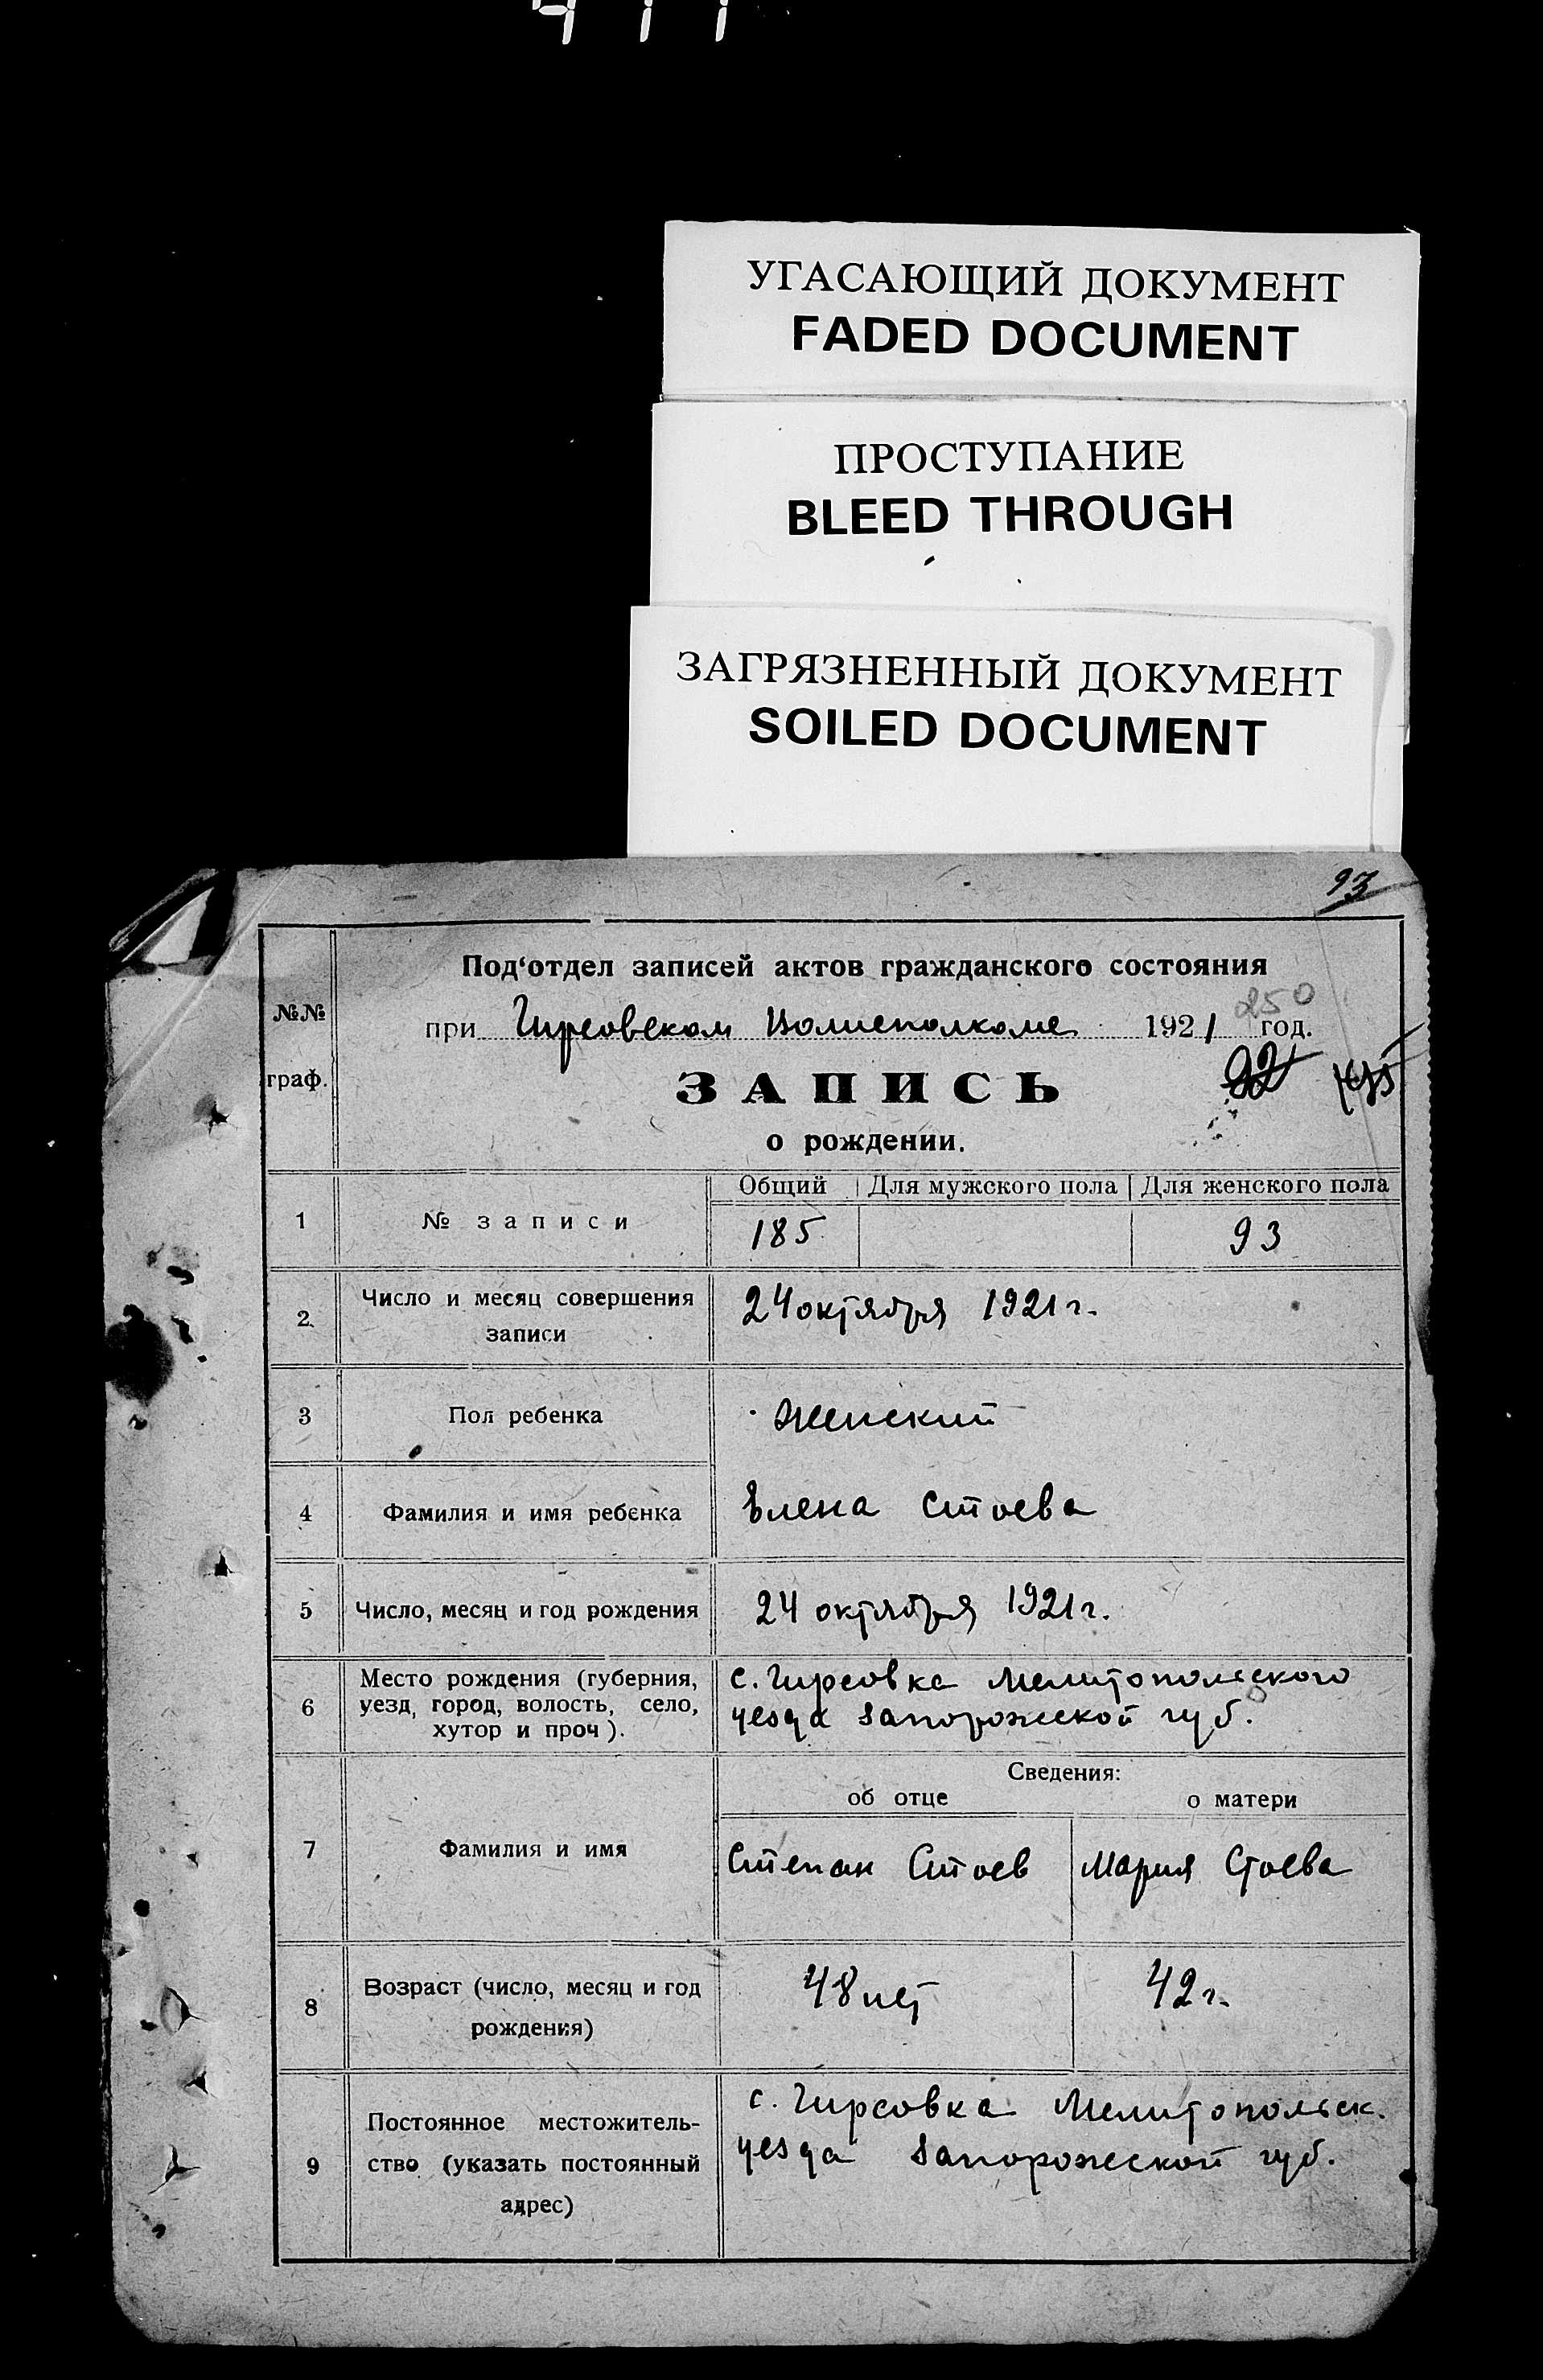 УГАСАЮЩИЙ ДОКУМЕНТ
FADED DOCUMENT
ПРОСТУПАНИЕ
BLEED THROUGH
ЗАГРЯЗНЕННЫЙ ДОКУМЕНТ
SOILED DOCUMENT
93
Под‘отдел записей актов гражданского состояния
250
№№ граф.
при Гирсовском Волисполкоме 1921 год.
ЗАПИСЬ
22
о рождении.
Общий Для мужского пола Для женского пола
1 № записи 185 93
2 Число и месяц совершения записи 24 октября 1921 г.
3 Пол ребенка женский
4 Фамилия и имя ребенка Елена Стоева
5 Число, месяц и год рождения 24 октября 1921 г.
6 Место рождения (губерния, уезд, город, волость, село, хутор и проч). с. Гирсовка Мелитопольского
уезда Запорожской губ.
Сведения:
об отце о матери
7 Фамилия и имя Степан Стоев Мария Стоева
8 Возраст (число, месяц и год рождения) 48 лет 42 г.
9 Постоянное местожитель-
ство (указать постоянный
адрес) с. Гирсовка Мелитопольск.
уезда Запорожской губ.